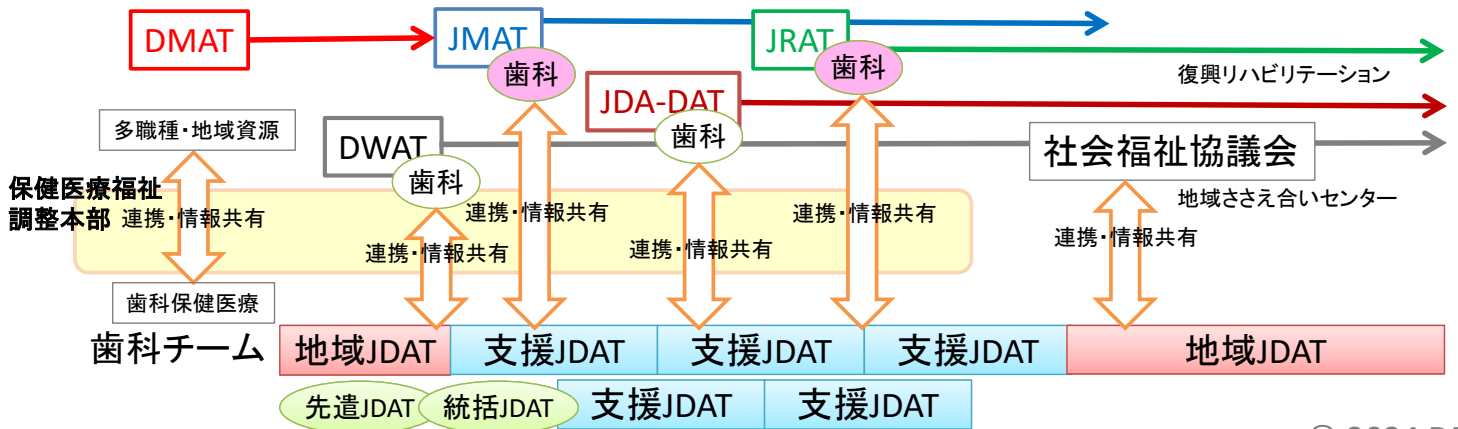 DMAT
JMAT
歯科
JRAT
歯科
復興リハビリテーション
JDA-DAT
歯科
多職種・地域資源
DWAT
歯科
社会福祉協議会
地域ささえ合いセンター
保健医療福祉
調整本部
連携・情報共有
連携・情報共有
連携・情報共有
連携・情報共有
連携・情報共有
連携・情報共有
歯科保健医療
歯科チーム
地域JDAT
支援JDAT
支援JDAT
支援JDAT
地域JDAT
先遣JDAT
統括JDAT
支援JDAT
支援JDAT